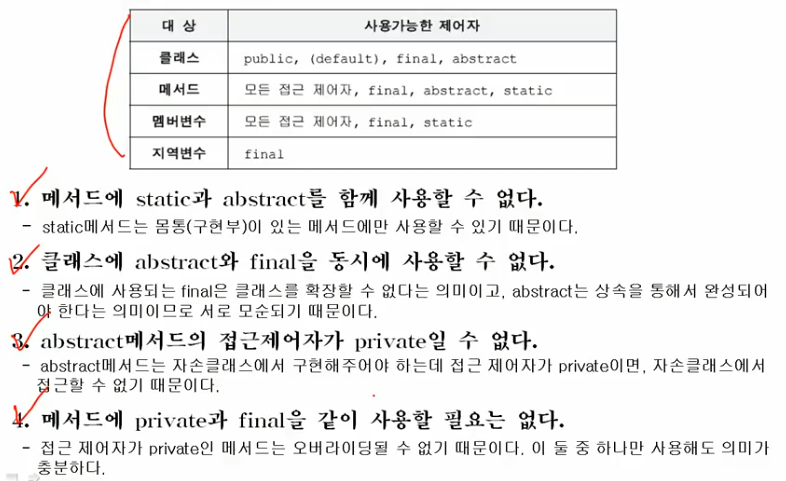 대 상 사용가능한 제어자
클래스 public, (default), final, abstract
메서드 모든 접근 제어자, final, abstract, static
멤버변수 모든 접근 제어자, final, static
지역변수 final
1. 메서드에 static과 abstract를 함께 사용할 수 없다.
- static메서드는 몸통(구현부)이 있는 메서드에만 사용할 수 있기 때문이다.
2. 클래스에 abstract와 final을 동시에 사용할 수 없다.
- 클래스에 사용되는 final은 클래스를 확장할 수 없다는 의미이고, abstract는 상속을 통해서 완성되어
야 한다는 의미이므로 서로 모순되기 때문이다.
3. abstract메서드의 접근제어자가 private일 수 없다.
- abstract메서드는 자손클래스에서 구현해주어야 하는데 접근 제어자가 private이면, 자손클래스에서
접근할 수 없기 때문이다.
4. 메서드에 private과 final을 같이 사용할 필요는 없다.
- 접근 제어자가 private인 메서드는 오버라이딩될 수 없기 때문이다. 이 둘 중 하나만 사용해도 의미가
충분하다.